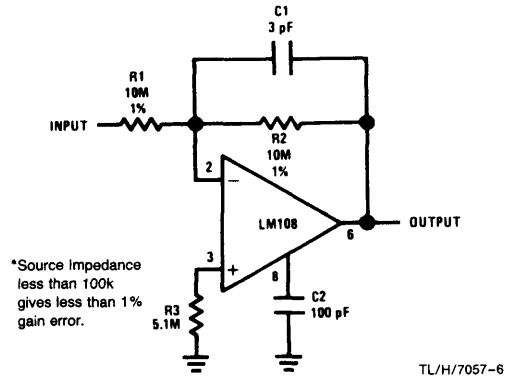 C1
3 pF
R1
10M
1%
INPUT
R2
10M
1%
2
−
LM108
6
OUTPUT
3
+
8
*Source Impedance
less than 100k
gives less than 1%
gain error.
R3
5.1M
C2
100 pF
TL/H/7057-6